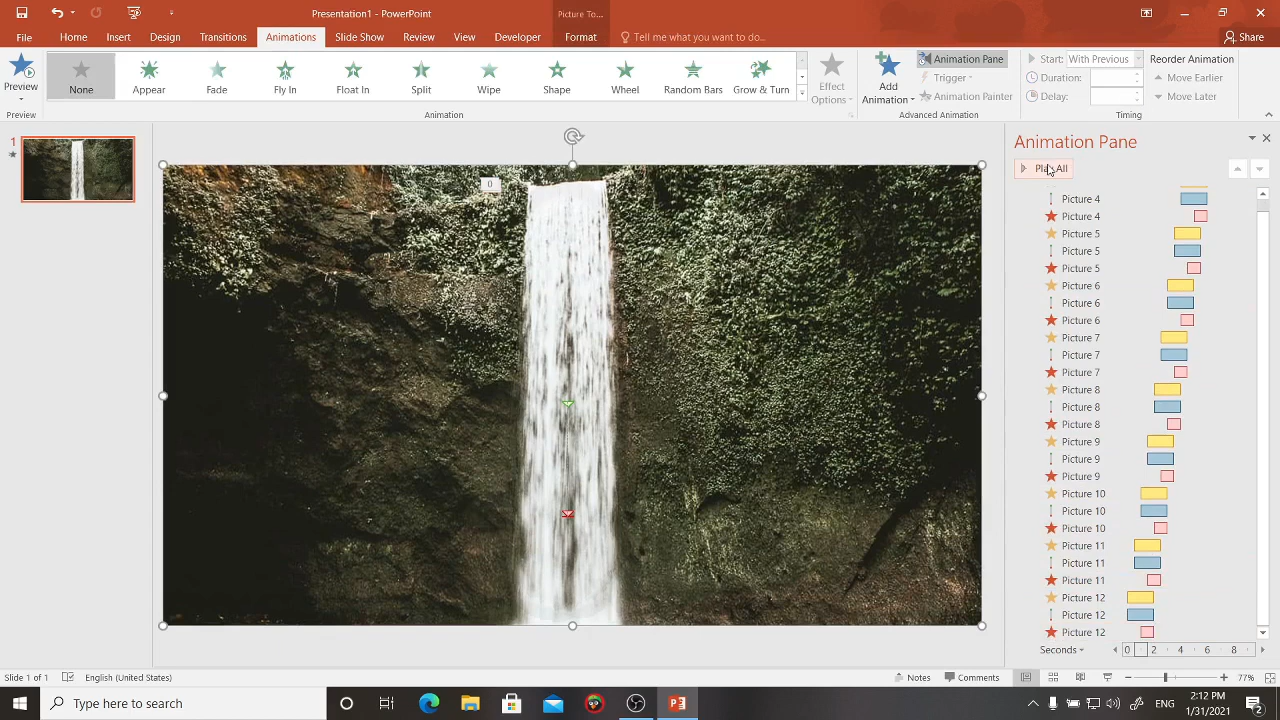 Presentation1 - PowerPoint
Picture To...
File Home Insert Design Transitions Animations Slide Show Review View Developer Format Tell me what you want to do... Share
Preview
None Appear Fade Fly In Float In Split Wipe Shape Wheel Random Bars Grow & Turn
Effect Options
Add Animation
Animation Pane
Trigger
Animation Painter
Start: With Previous
Duration:
Delay:
Reorder Animation
Move Earlier
Move Later
Preview Animation Advanced Animation Timing
1
0
Animation Pane
Play All
Picture 4
Picture 4
Picture 5
Picture 5
Picture 5
Picture 6
Picture 6
Picture 6
Picture 7
Picture 7
Picture 7
Picture 8
Picture 8
Picture 8
Picture 9
Picture 9
Picture 9
Picture 10
Picture 10
Picture 10
Picture 11
Picture 11
Picture 11
Picture 12
Picture 12
Picture 12
Seconds 0 2 4 6 8
Slide 1 of 1 English (United States) Notes Comments 77%
Type here to search
2:12 PM
1/31/2021